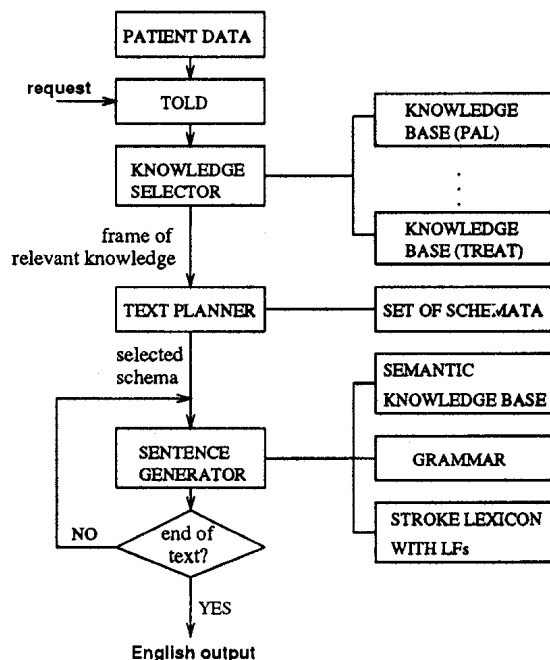 PATIENT DATA
request
TOLD
KNOWLEDGE
BASE (PAL)
KNOWLEDGE
SELECTOR
frame of
relevant knowledge
KNOWLEDGE
BASE (TREAT)
TEXT PLANNER
SET OF SCHEMATA
selected
schema
SEMANTIC
KNOWLEDGE BASE
SENTENCE
GENERATOR
GRAMMAR
STROKE LEXICON
WITH LFs
NO
end of
text?
YES
English output